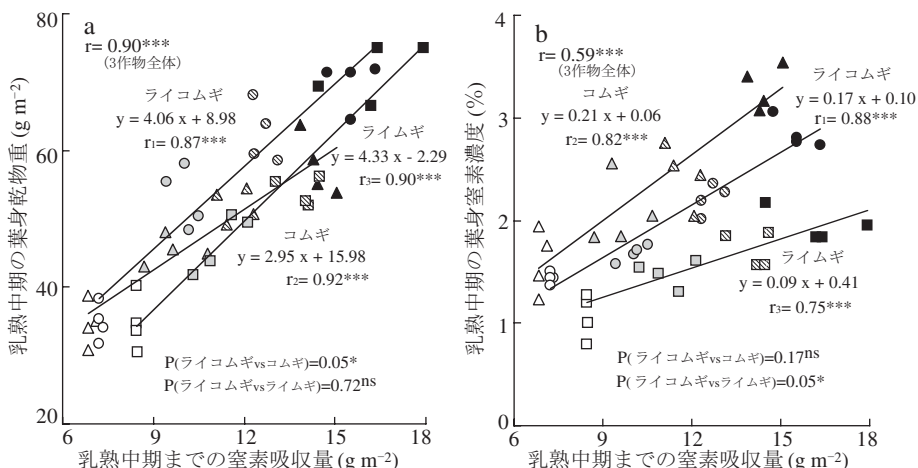 a
r= 0.90***
(3作物全体)
ライコムギ
y = 4.06 x + 8.98
r₁= 0.87***
ライムギ
y = 4.33 x - 2.29
r₃= 0.90***
コムギ
y = 2.95 x + 15.98
r₂= 0.92***
P(ライコムギvsコムギ)=0.05*
P(ライコムギvsライムギ)=0.72ns
80
60
40
20
6 9 12 15 18
乳熟中期の葉身乾物重 (g m⁻²)
乳熟中期までの窒素吸収量 (g m⁻²)
b
r= 0.59***
(3作物全体)
コムギ
y = 0.21 x + 0.06
r₂= 0.82***
ライコムギ
y = 0.17 x + 0.10
r₁= 0.88***
ライムギ
y = 0.09 x + 0.41
r₃= 0.75***
P(ライコムギvsコムギ)=0.17ns
P(ライコムギvsライムギ)=0.05*
4
3
2
1
0
6 9 12 15 18
乳熟中期の葉身窒素濃度 (%)
乳熟中期までの窒素吸収量 (g m⁻²)